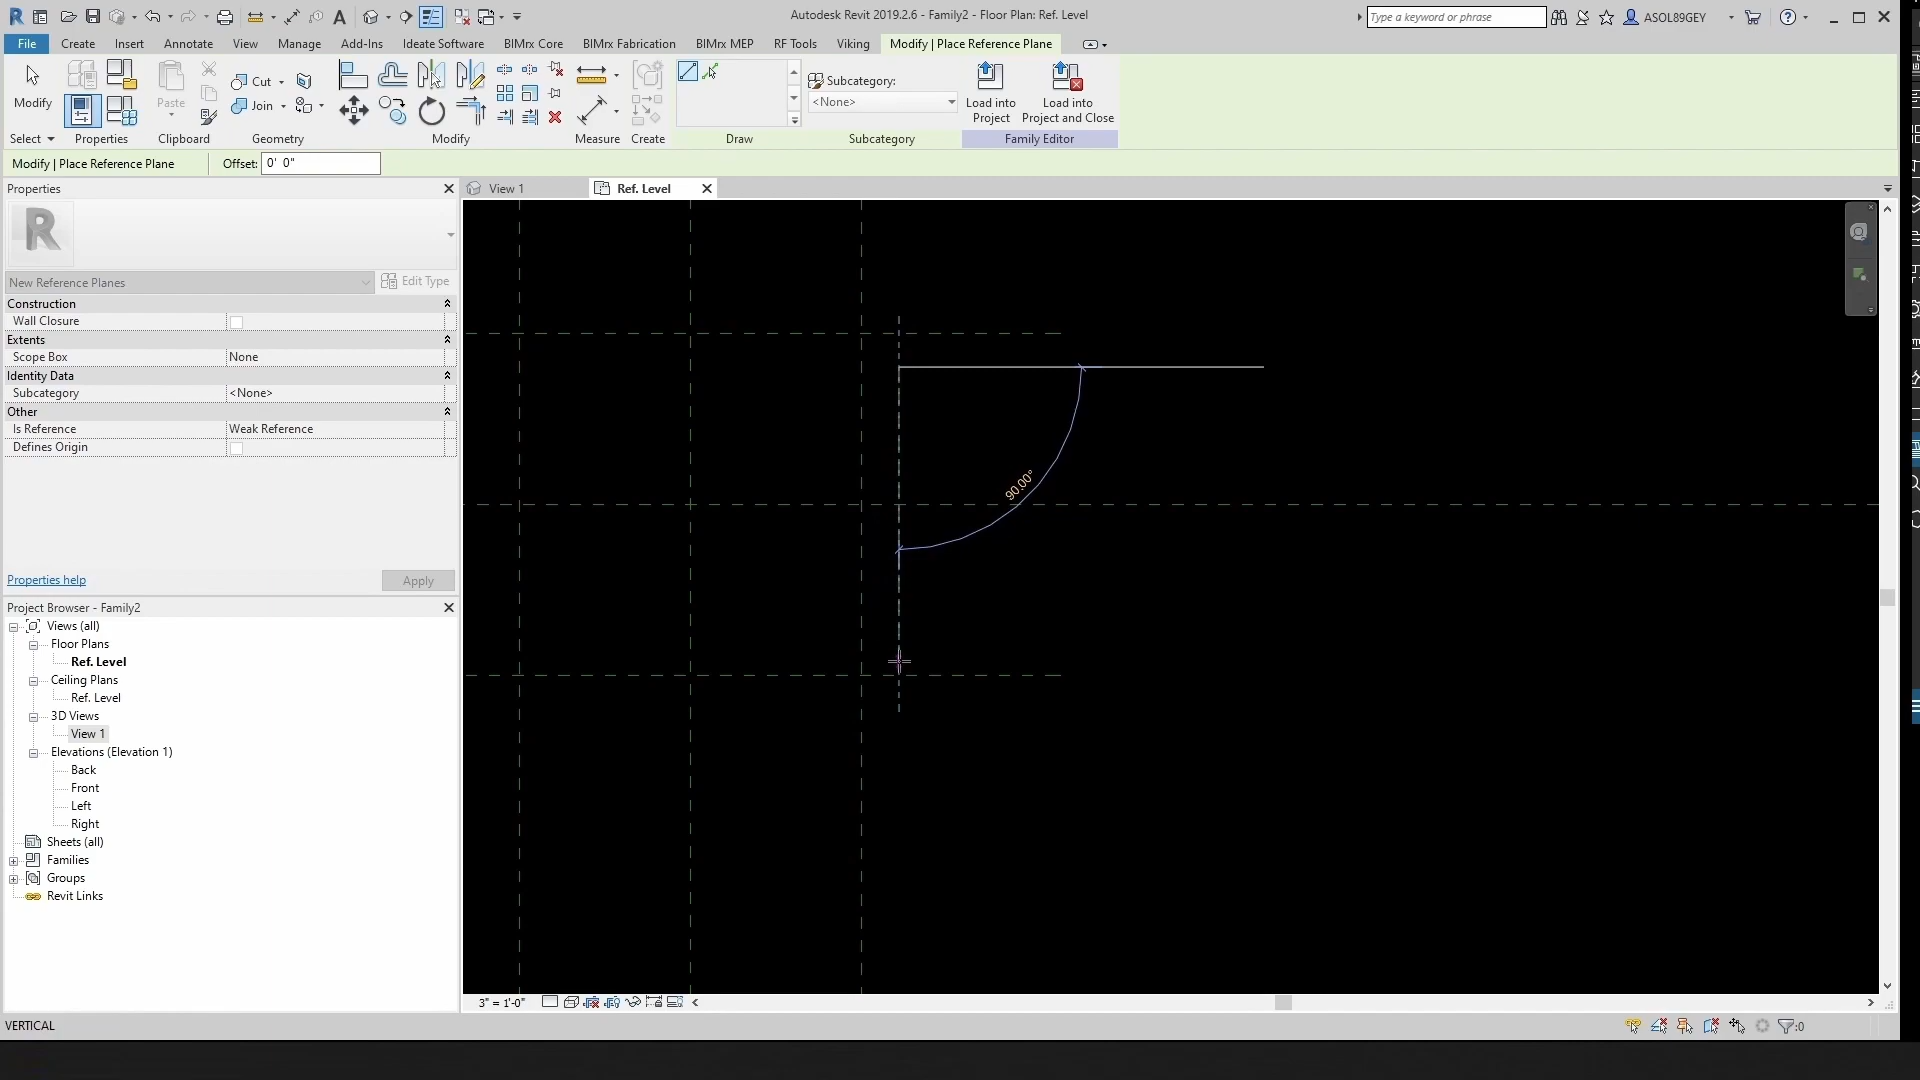 Autodesk Revit 2019.2.6 - Family2 - Floor Plan: Ref. Level
Type a keyword or phrase
ASOL89GEY
File
Create
Insert
Annotate
View
Manage
Add-Ins
Ideate Software
BIMrx Core
BIMrx Fabrication
BIMrx MEP
RF Tools
Viking
Modify | Place Reference Plane
Modify
Paste
Cut
Join
Subcategory:
<None>
Load into
Project
Load into
Project and Close
Select
Properties
Clipboard
Geometry
Modify
Measure
Create
Draw
Subcategory
Family Editor
Modify | Place Reference Plane
Offset:
0' 0"
Properties
View 1
Ref. Level
New Reference Planes
Edit Type
Construction
Wall Closure
Extents
Scope Box
None
Identity Data
Subcategory
<None>
Other
Is Reference
Weak Reference
Defines Origin
90.00°
Properties help
Apply
Project Browser - Family2
Views (all)
Floor Plans
Ref. Level
Ceiling Plans
Ref. Level
3D Views
View 1
Elevations (Elevation 1)
Back
Front
Left
Right
Sheets (all)
Families
Groups
Revit Links
3" = 1'-0"
VERTICAL
:0